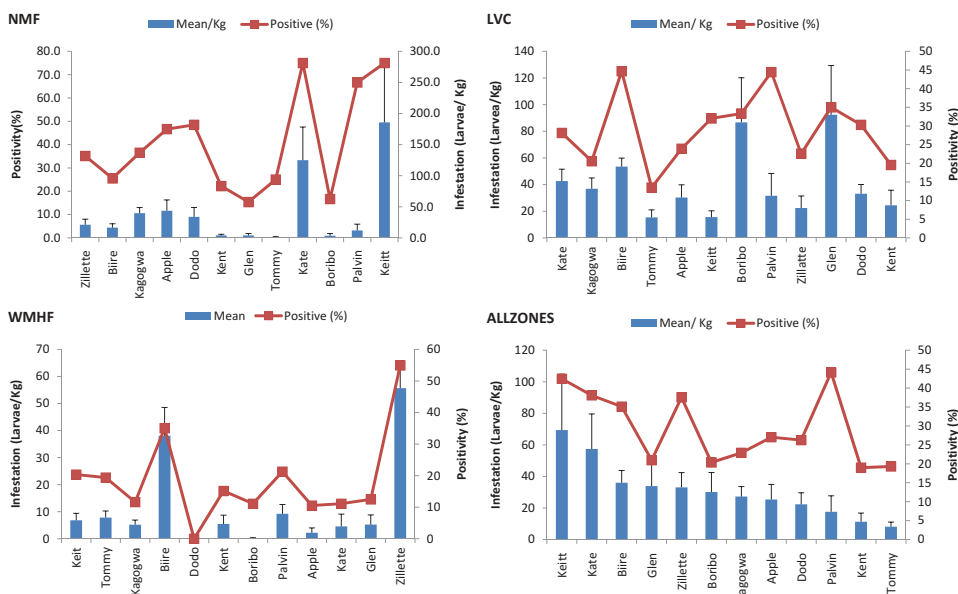 NMF
Mean/Kg Positive (%)
80.0 70.0 60.0 50.0 40.0 30.0 20.0 10.0 0.0
Positivity(%)
300.0 250.0 200.0 150.0 100.0 50.0 0.0
Infestation (Larvae/ Kg)
Zillette Biire Kagogwa Apple Dodo Kent Glen Tommy Kate Boribo Palvin Keitt
LVC
Mean/ Kg Positive (%)
140 120 100 80 60 40 20 0
Infestation (Larvea/Kg)
50 45 40 35 30 25 20 15 10 5 0
Positivity (%)
Kate Kagogwa Biire Tommy Apple Keitt Boribo Palvin Zillatte Glen Dodo Kent
WMHF
Mean Positive (%)
70 60 50 40 30 20 10 0
Infestation (Larvae/Kg)
60 50 40 30 20 10 0
Positivity (%)
Keit Tommy Kagogwa Biire Dodo Kent Boribo Palvin Apple Kate Glen Zillette
ALLZONES
Mean/ Kg Positive (%)
120 100 80 60 40 20 0
Infestation (Larvae/Kg)
50 45 40 35 30 25 20 15 10 5 0
Positivity (%)
Keitt Kate Biire Glen Zillette Boribo agogwa Apple Dodo Palvin Kent Tommy